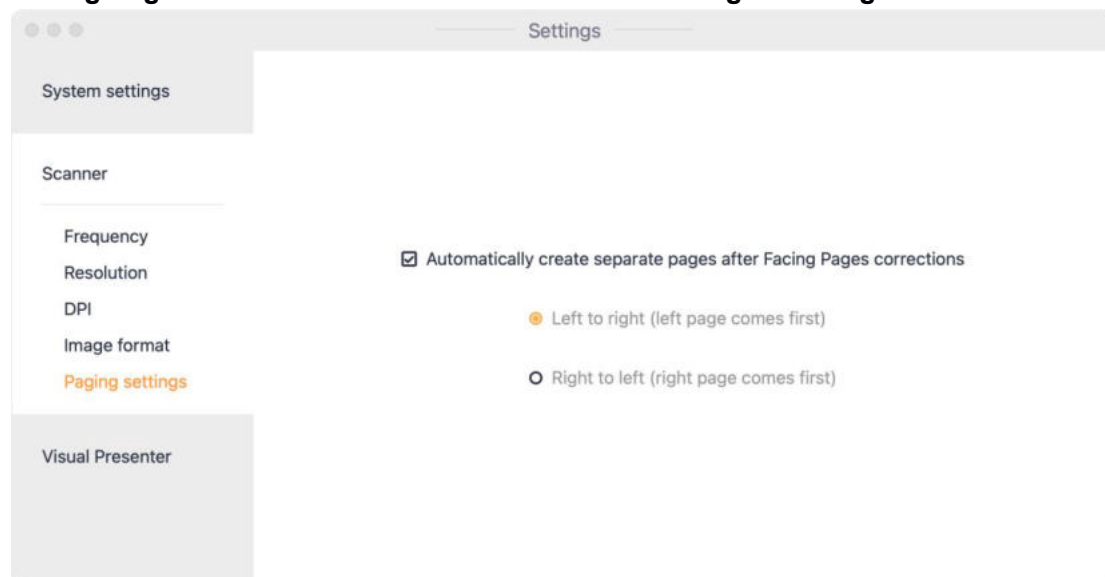 Settings
System settings
Scanner
Frequency
Resolution
DPI
Image format
Paging settings
Visual Presenter
Automatically create separate pages after Facing Pages corrections
Left to right (left page comes first)
Right to left (right page comes first)